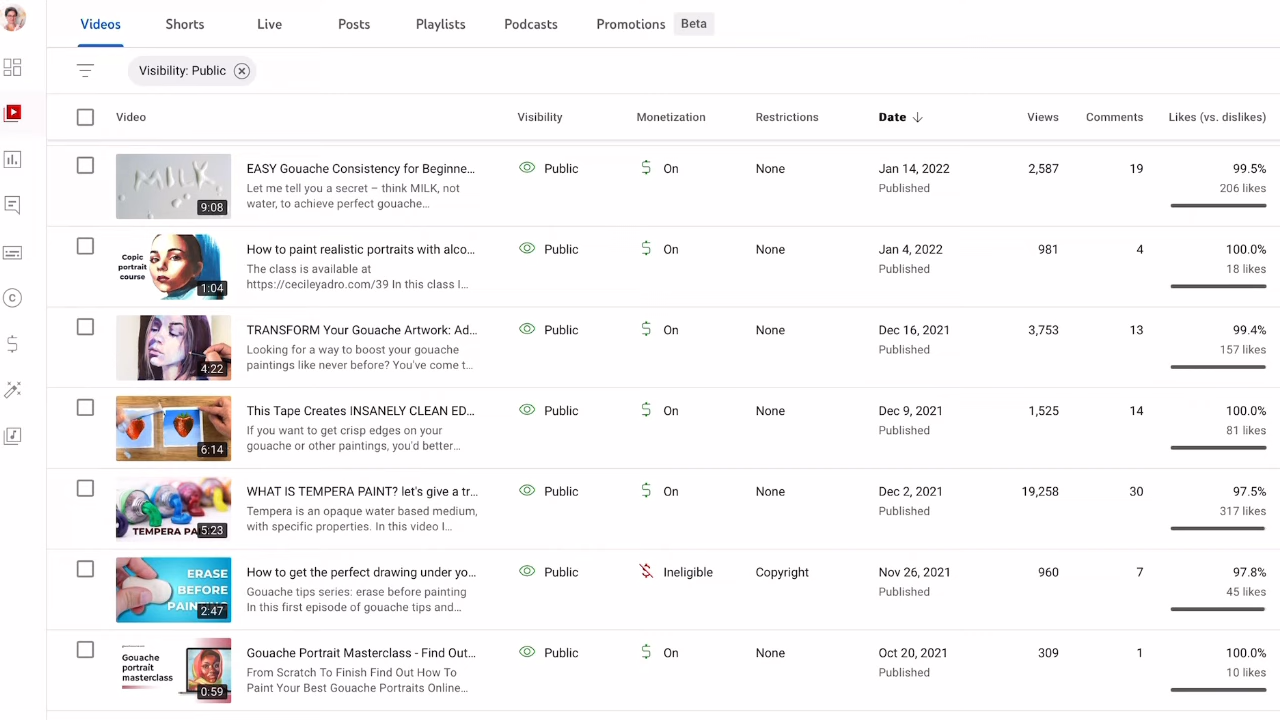 Videos Shorts Live Posts Playlists Podcasts Promotions Beta
Visibility: Public
Video Visibility Monetization Restrictions Date Views Comments Likes (vs. dislikes)
MILK
9:08
EASY Gouache Consistency for Beginne...
Let me tell you a secret – think MILK, not
water, to achieve perfect gouache...
Public On None Jan 14, 2022 2,587 19 99.5%
Published 206 likes
Copic
portrait
course
1:04
How to paint realistic portraits with alco...
The class is available at
https://cecileyadro.com/39 In this class I...
Public On None Jan 4, 2022 981 4 100.0%
Published 18 likes
4:22
TRANSFORM Your Gouache Artwork: Ad...
Looking for a way to boost your gouache
paintings like never before? You've come t...
Public On None Dec 16, 2021 3,753 13 99.4%
Published 157 likes
6:14
This Tape Creates INSANELY CLEAN ED...
If you want to get crisp edges on your
gouache or other paintings, you'd better...
Public On None Dec 9, 2021 1,525 14 100.0%
Published 81 likes
TEMPERA PA
5:23
WHAT IS TEMPERA PAINT? let's give a tr...
Tempera is an opaque water based medium,
with specific properties. In this video I...
Public On None Dec 2, 2021 19,258 30 97.5%
Published 317 likes
ERASE
BEFORE
PAINTING
2:47
How to get the perfect drawing under yo...
Gouache tips series: erase before painting
In this first episode of gouache tips and...
Public Ineligible Copyright Nov 26, 2021 960 7 97.8%
Published 45 likes
Gouache
portrait
masterclass
0:59
Gouache Portrait Masterclass - Find Out...
From Scratch To Finish Find Out How To
Paint Your Best Gouache Portraits Online...
Public On None Oct 20, 2021 309 1 100.0%
Published 10 likes